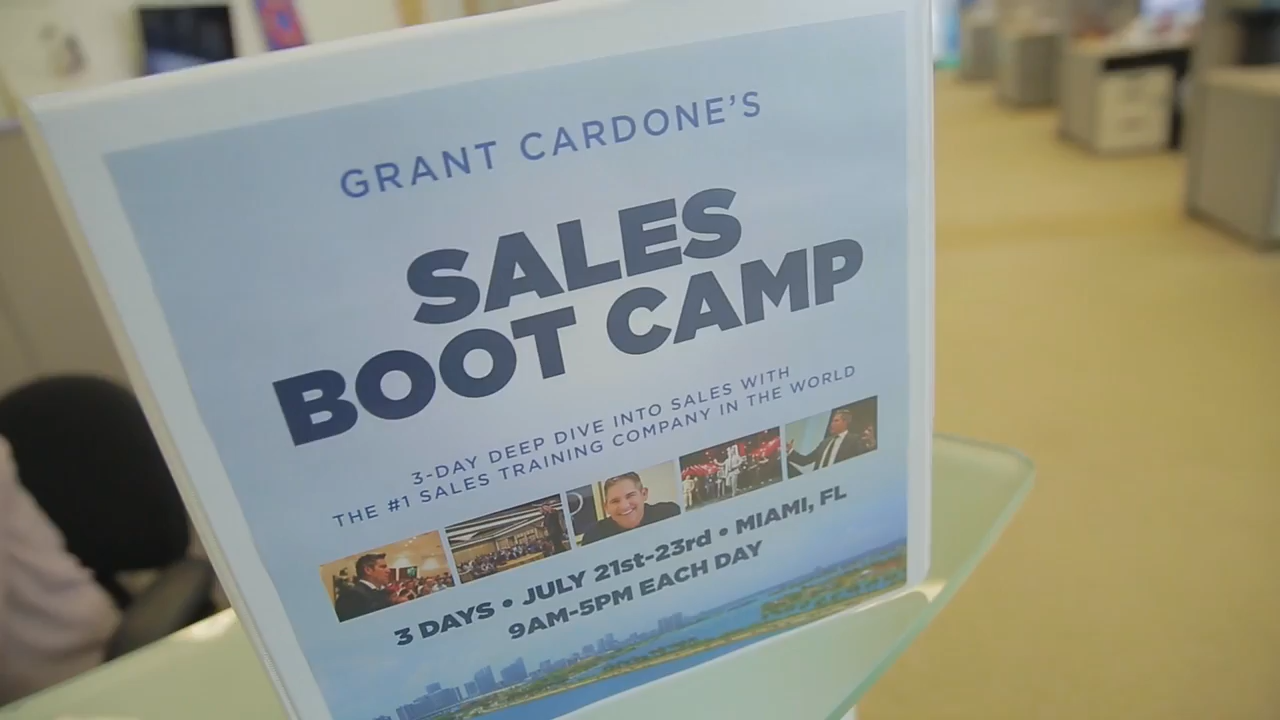 GRANT CARDONE'S
SALES
BOOT CAMP
3-DAY DEEP DIVE INTO SALES WITH
THE #1 SALES TRAINING COMPANY IN THE WORLD
3 DAYS • JULY 21st-23rd • MIAMI, FL
9AM-5PM EACH DAY